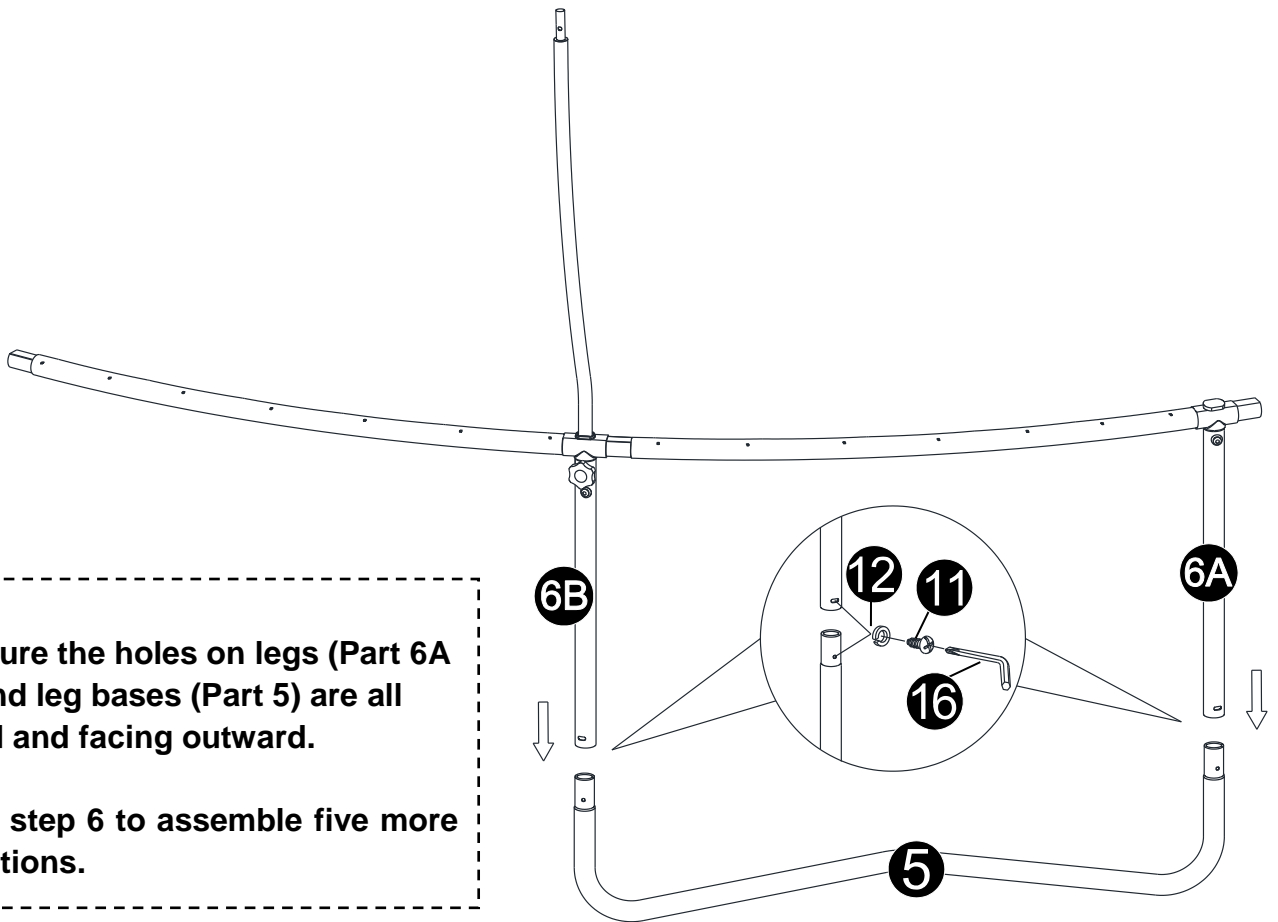 6B
12
11
6A
16
5
ure the holes on legs (Part 6A
nd leg bases (Part 5) are all
d and facing outward.
step 6 to assemble five more
tions.